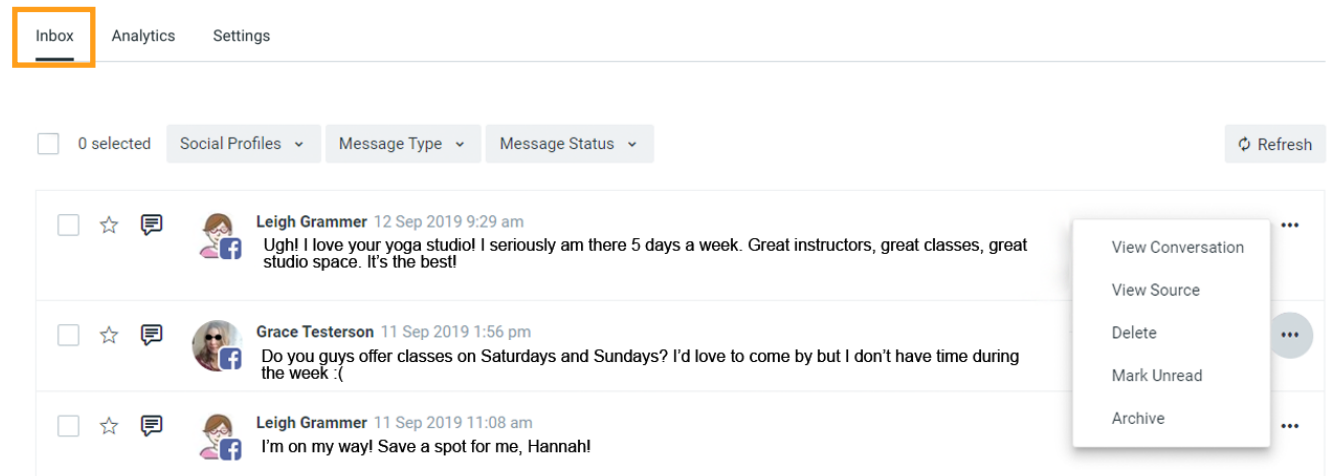 Inbox Analytics Settings
0 selected Social Profiles Message Type Message Status Refresh
Leigh Grammer 12 Sep 2019 9:29 am
Ugh! I love your yoga studio! I seriously am there 5 days a week. Great instructors, great classes, great
studio space. It’s the best!
Grace Testerson 11 Sep 2019 1:56 pm
Do you guys offer classes on Saturdays and Sundays? I’d love to come by but I don’t have time during
the week :(
Leigh Grammer 11 Sep 2019 11:08 am
I’m on my way! Save a spot for me, Hannah!
View Conversation
View Source
Delete
Mark Unread
Archive